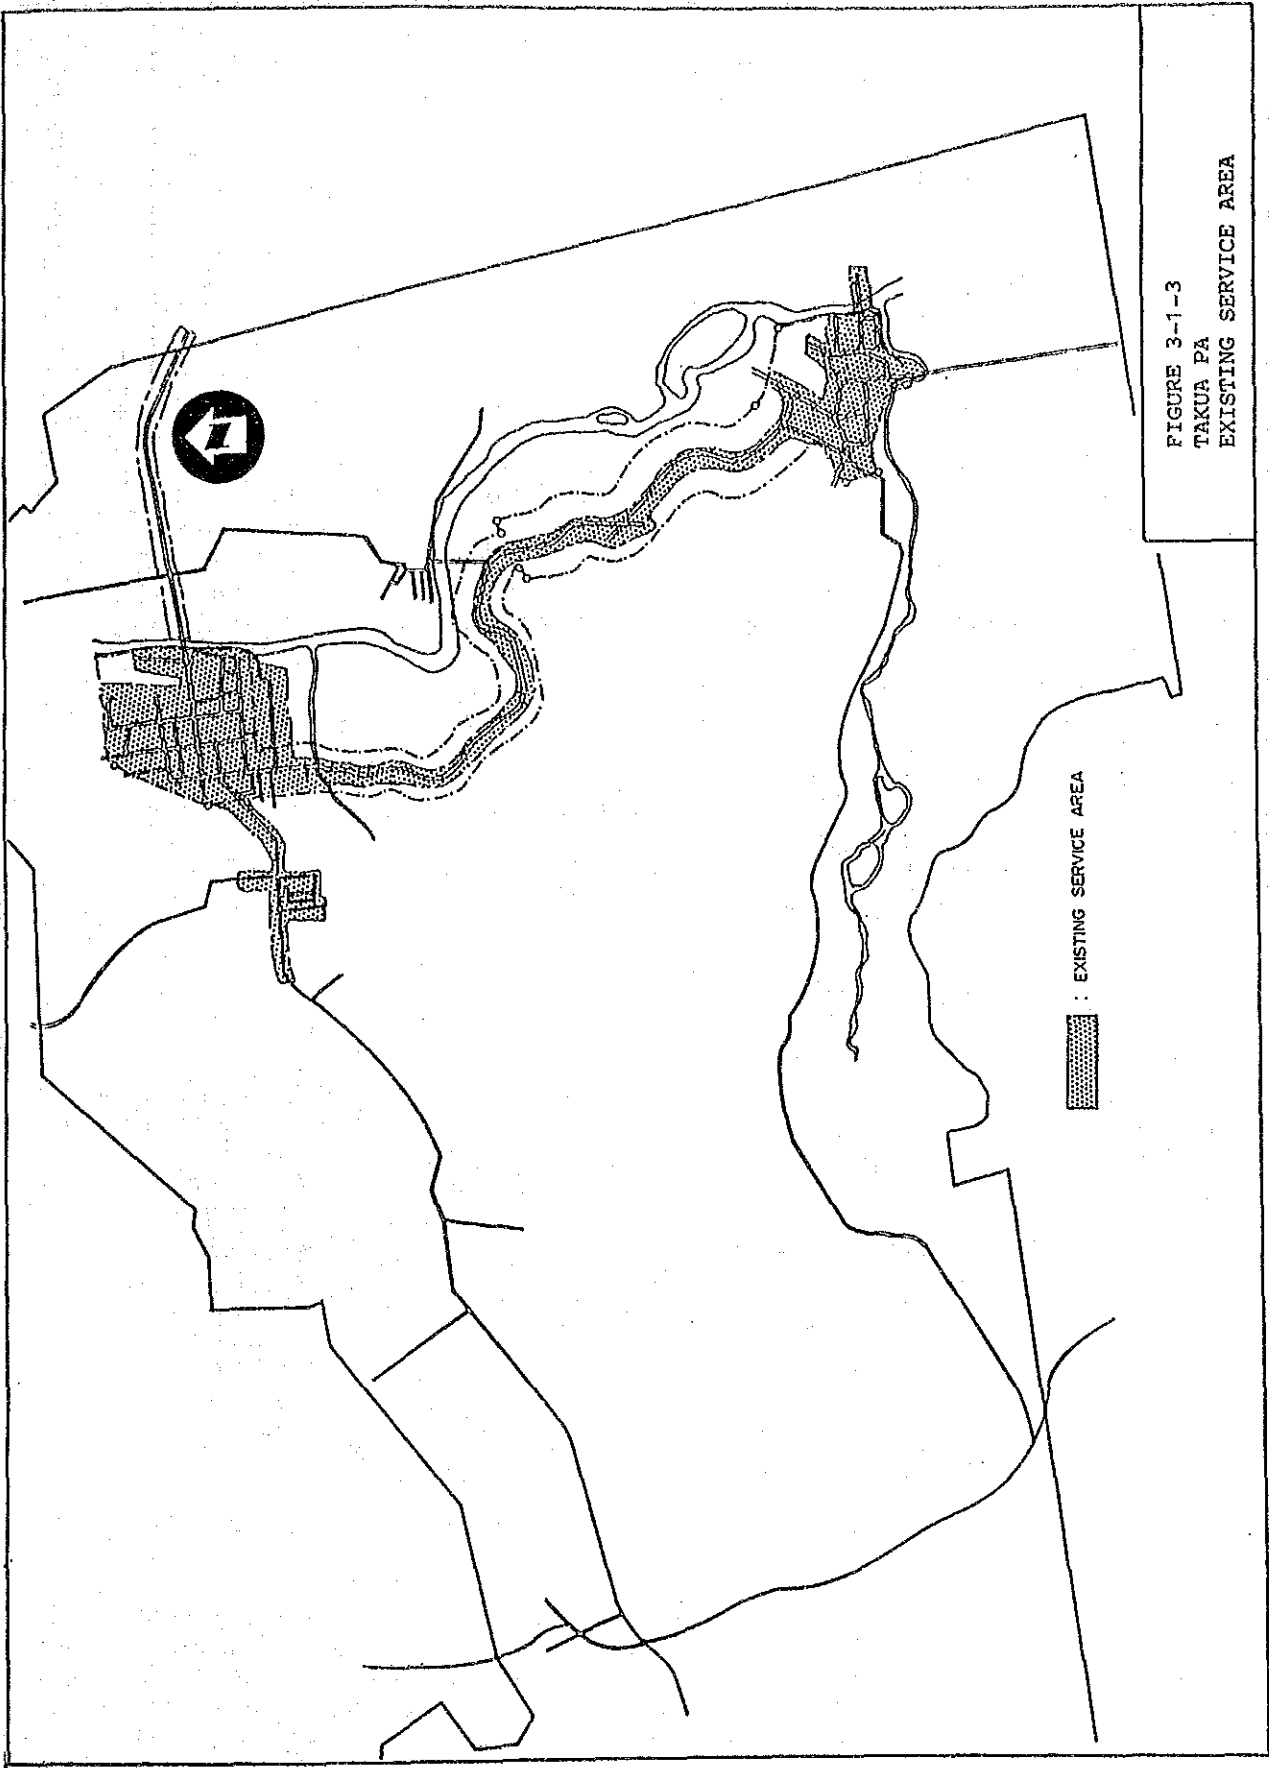 FIGURE 3-1-3
TAKUA PA
EXISTING SERVICE AREA
: EXISTING SERVICE AREA